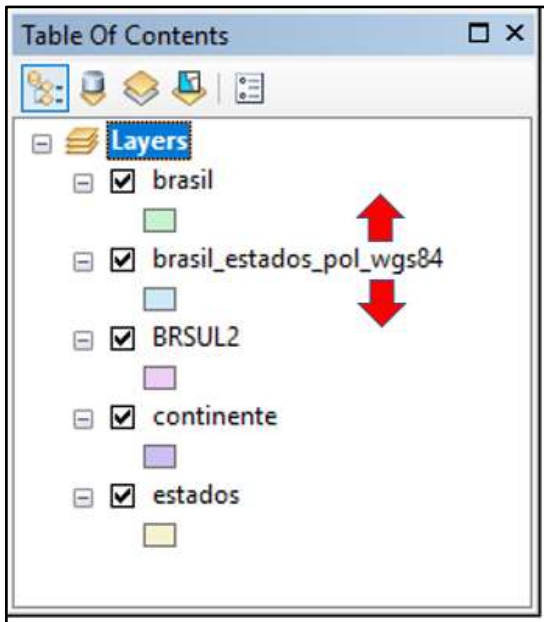 Table Of Contents
Layers
brasil
brasil_estados_pol_wgs84
BRSUL2
continente
estados